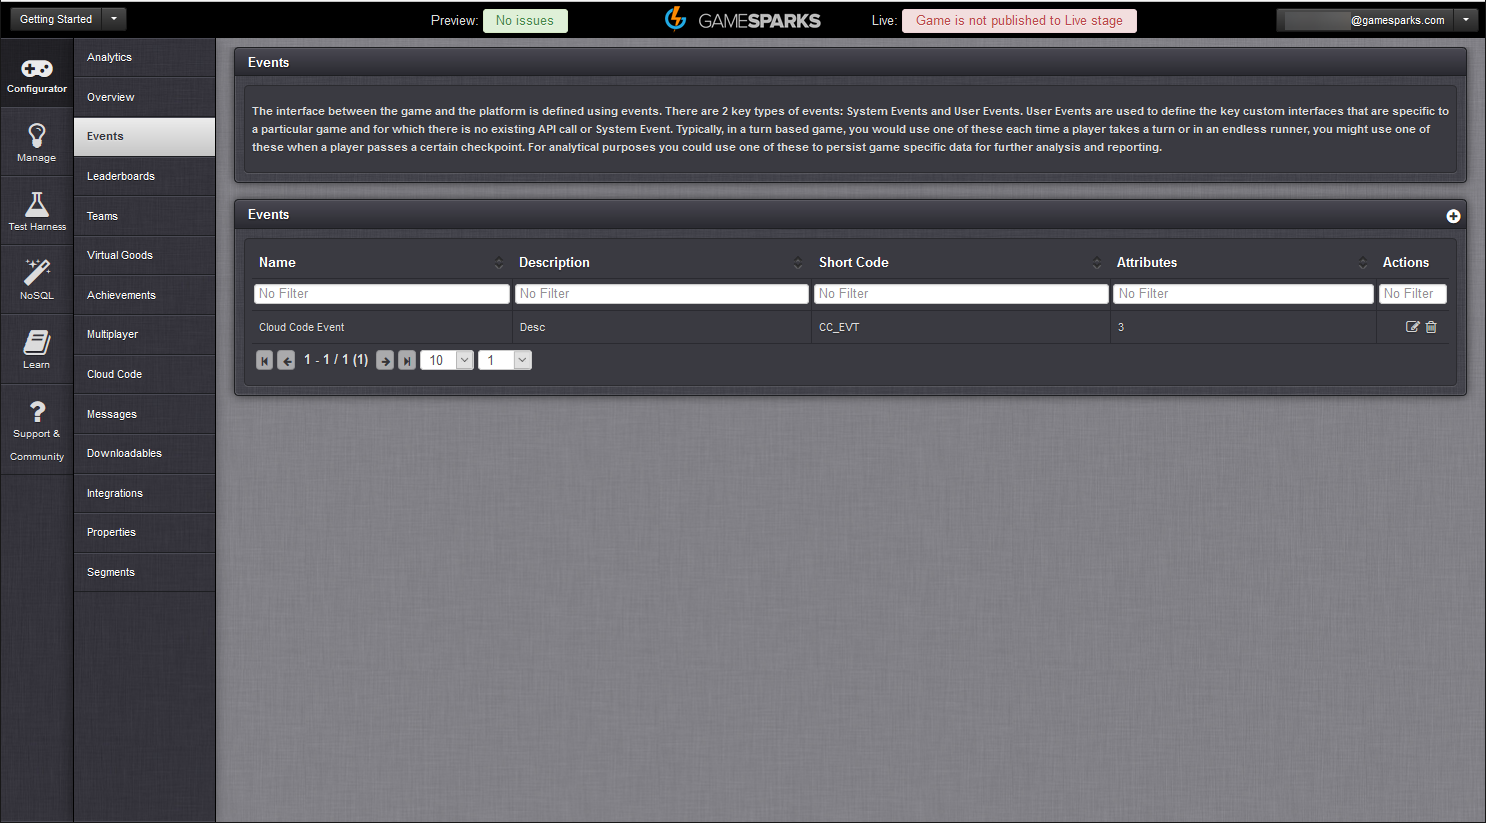 Getting Started
Preview: No issues
GAMESPARKS
Live: Game is not published to Live stage
@gamesparks.com
Configurator
Manage
Test Harness
NoSQL
Learn
Support &
Community
Analytics
Overview
Events
Leaderboards
Teams
Virtual Goods
Achievements
Multiplayer
Cloud Code
Messages
Downloadables
Integrations
Properties
Segments
Events
The interface between the game and the platform is defined using events. There are 2 key types of events: System Events and User Events. User Events are used to define the key custom interfaces that are specific to
a particular game and for which there is no existing API call or System Event. Typically, in a turn based game, you would use one of these each time a player takes a turn or in an endless runner, you might use one of
these when a player passes a certain checkpoint. For analytical purposes you could use one of these to persist game specific data for further analysis and reporting.
Events
Name Description Short Code Attributes Actions
No Filter No Filter No Filter No Filter No Filter
Cloud Code Event Desc CC_EVT 3
1 - 1 / 1 (1) 10 1